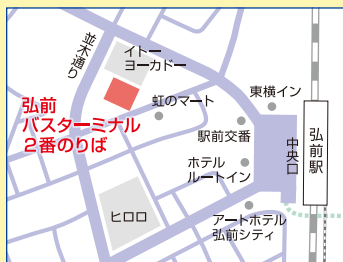 並木通り
イトー
ヨーカドー
弘前
バスターミナル
2番のりば
虹のマート
東横イン
駅前交番
中央口
弘前駅
ホテル
ルートイン
ヒロロ
アートホテル
弘前シティ